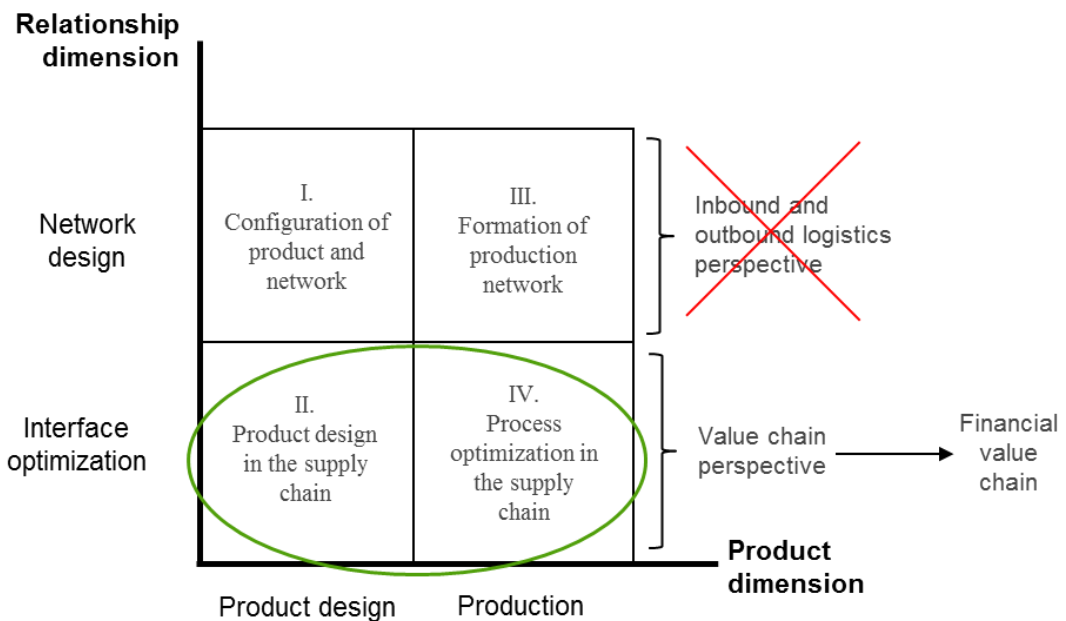 Relationship
dimension
Network
design
I.
Configuration of
product and
network
III.
Formation of
production
network
Inbound and
outbound logistics
perspective
Interface
optimization
II.
Product design
in the supply
chain
IV.
Process
optimization in
the supply
chain
Value chain
perspective
Financial
value
chain
Product
dimension
Product design
Production